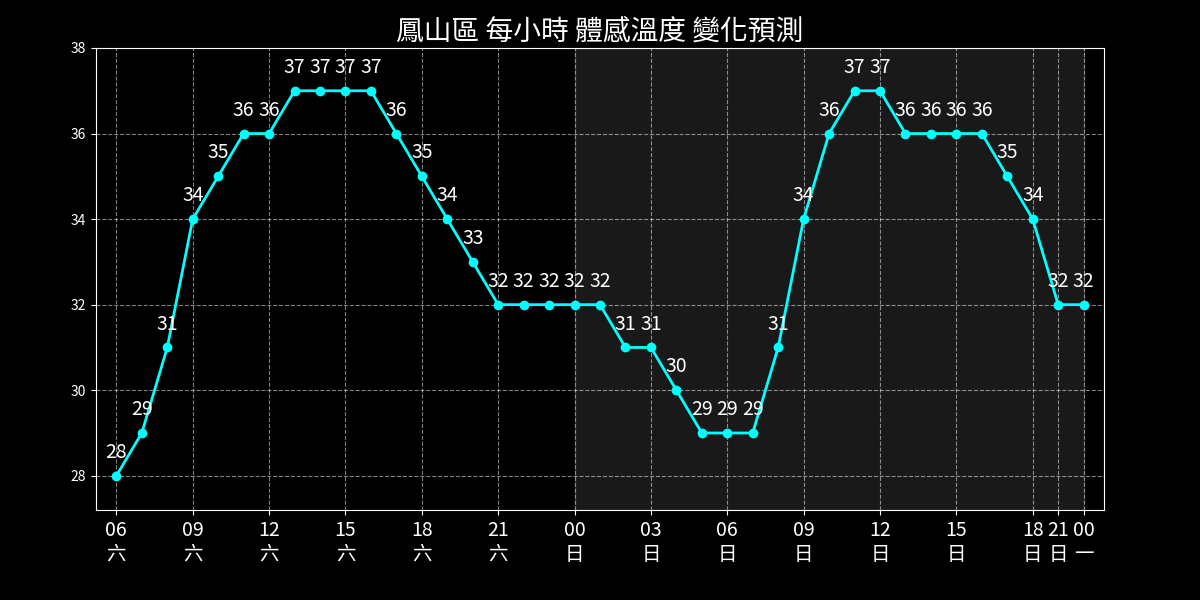 鳳山區 每小時 體感溫度 變化預測
38
37 37 37 37 37 37
36 36 36 36 36 36 36 36
36
35 35 35
34 34 34 34
34
33
32 32 32 32 32 32 32
32
31 31 31 31
30
30
29 29 29 29
28
28
06 09 12 15 18 21 00 03 06 09 12 15 18 21 00
六 六 六 六 六 六 日 日 日 日 日 日 日 日 一